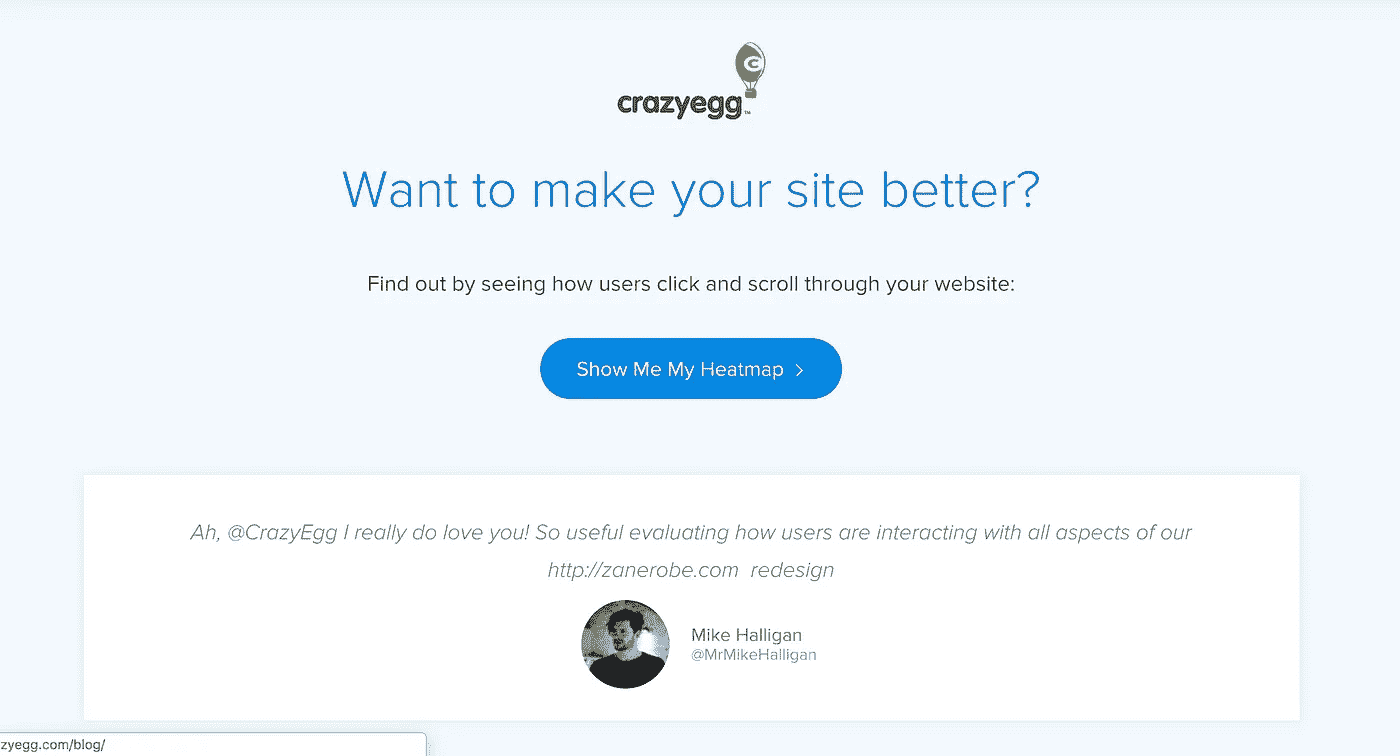 crazyegg™
Want to make your site better?
Find out by seeing how users click and scroll through your website:
Show Me My Heatmap >
Ah, @CrazyEgg I really do love you! So useful evaluating how users are interacting with all aspects of our
http://zanerobe.com redesign
Mike Halligan
@MrMikeHalligan
zyegg.com/blog/